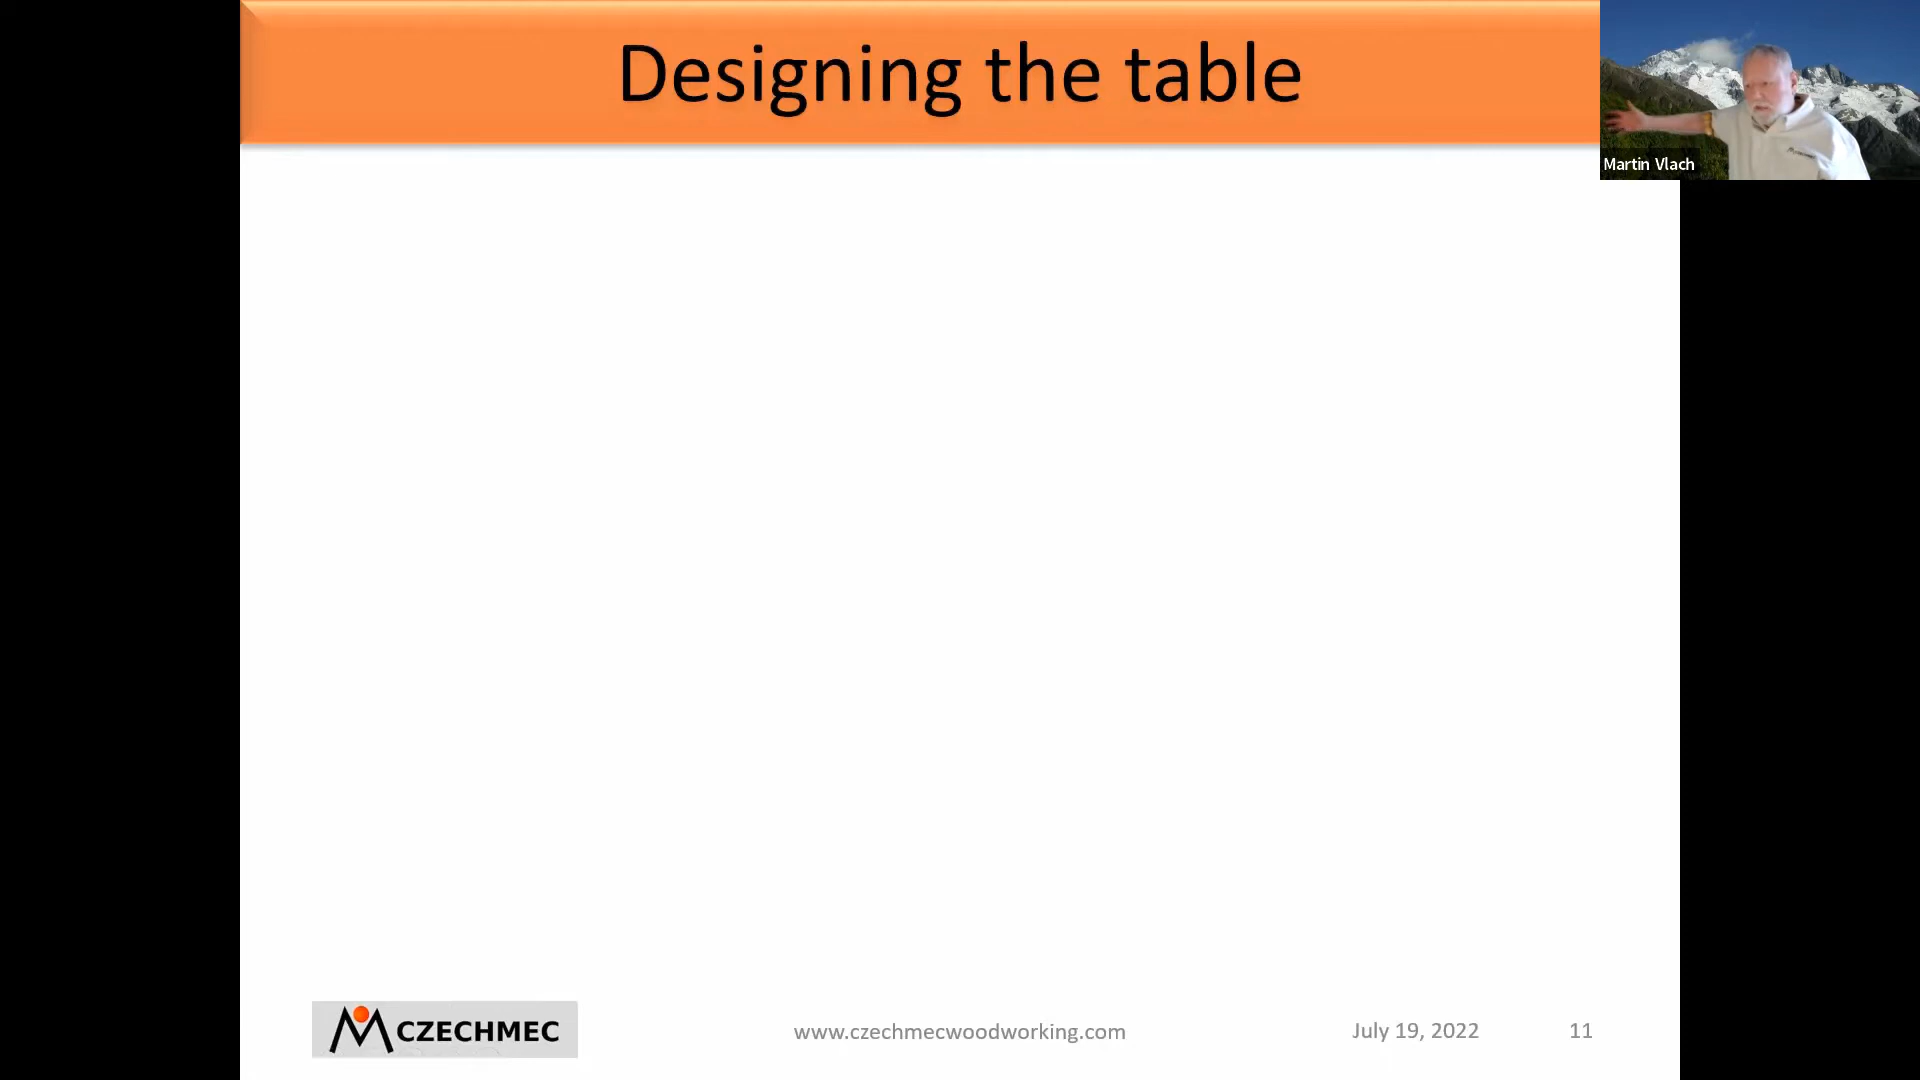 Designing the table
Martin Vlach
CZECHMEC
www.czechmecwoodworking.com
July 19, 2022
11